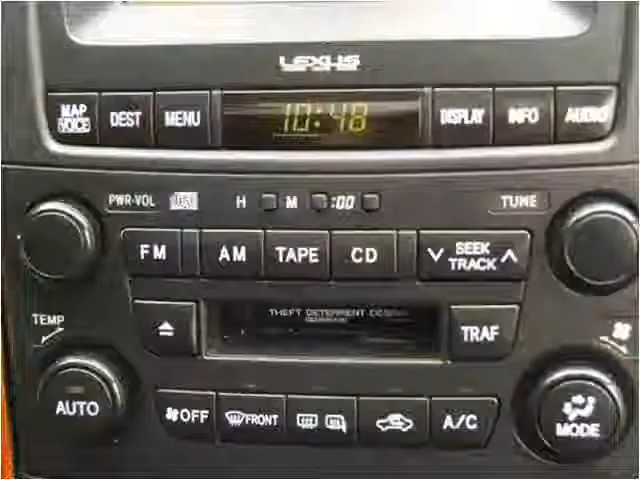 LEXUS
MAP VOICE DEST MENU 10:48 DISPLAY INFO AUDIO
PWR·VOL H M :00 TUNE
FM AM TAPE CD SEEK TRACK
THEFT DETERRENT
TEMP TRAF
AUTO OFF FRONT A/C MODE